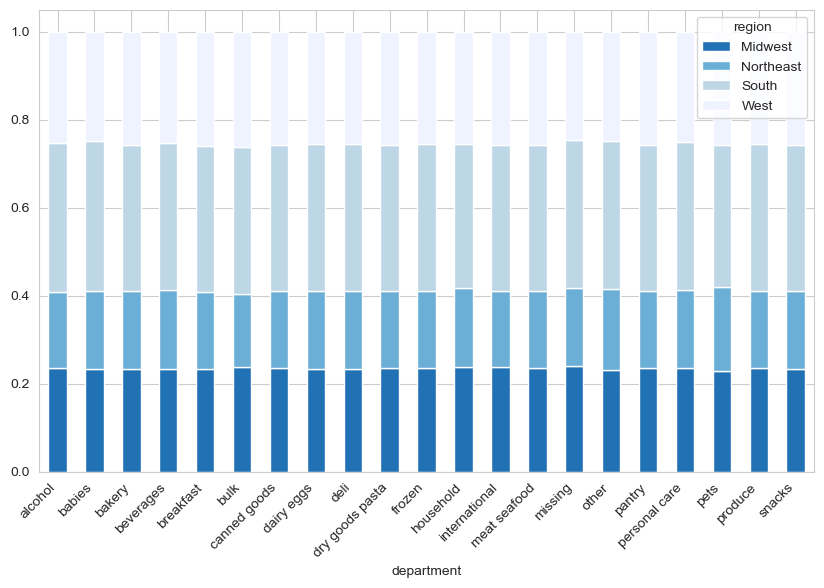 region
Midwest
Northeast
South
West
1.0
0.8
0.6
0.4
0.2
0.0
alcohol
babies
bakery
beverages
breakfast
bulk
canned goods
dairy eggs
deli
dry goods pasta
frozen
household
international
meat seafood
missing
other
pantry
personal care
pets
produce
snacks
department